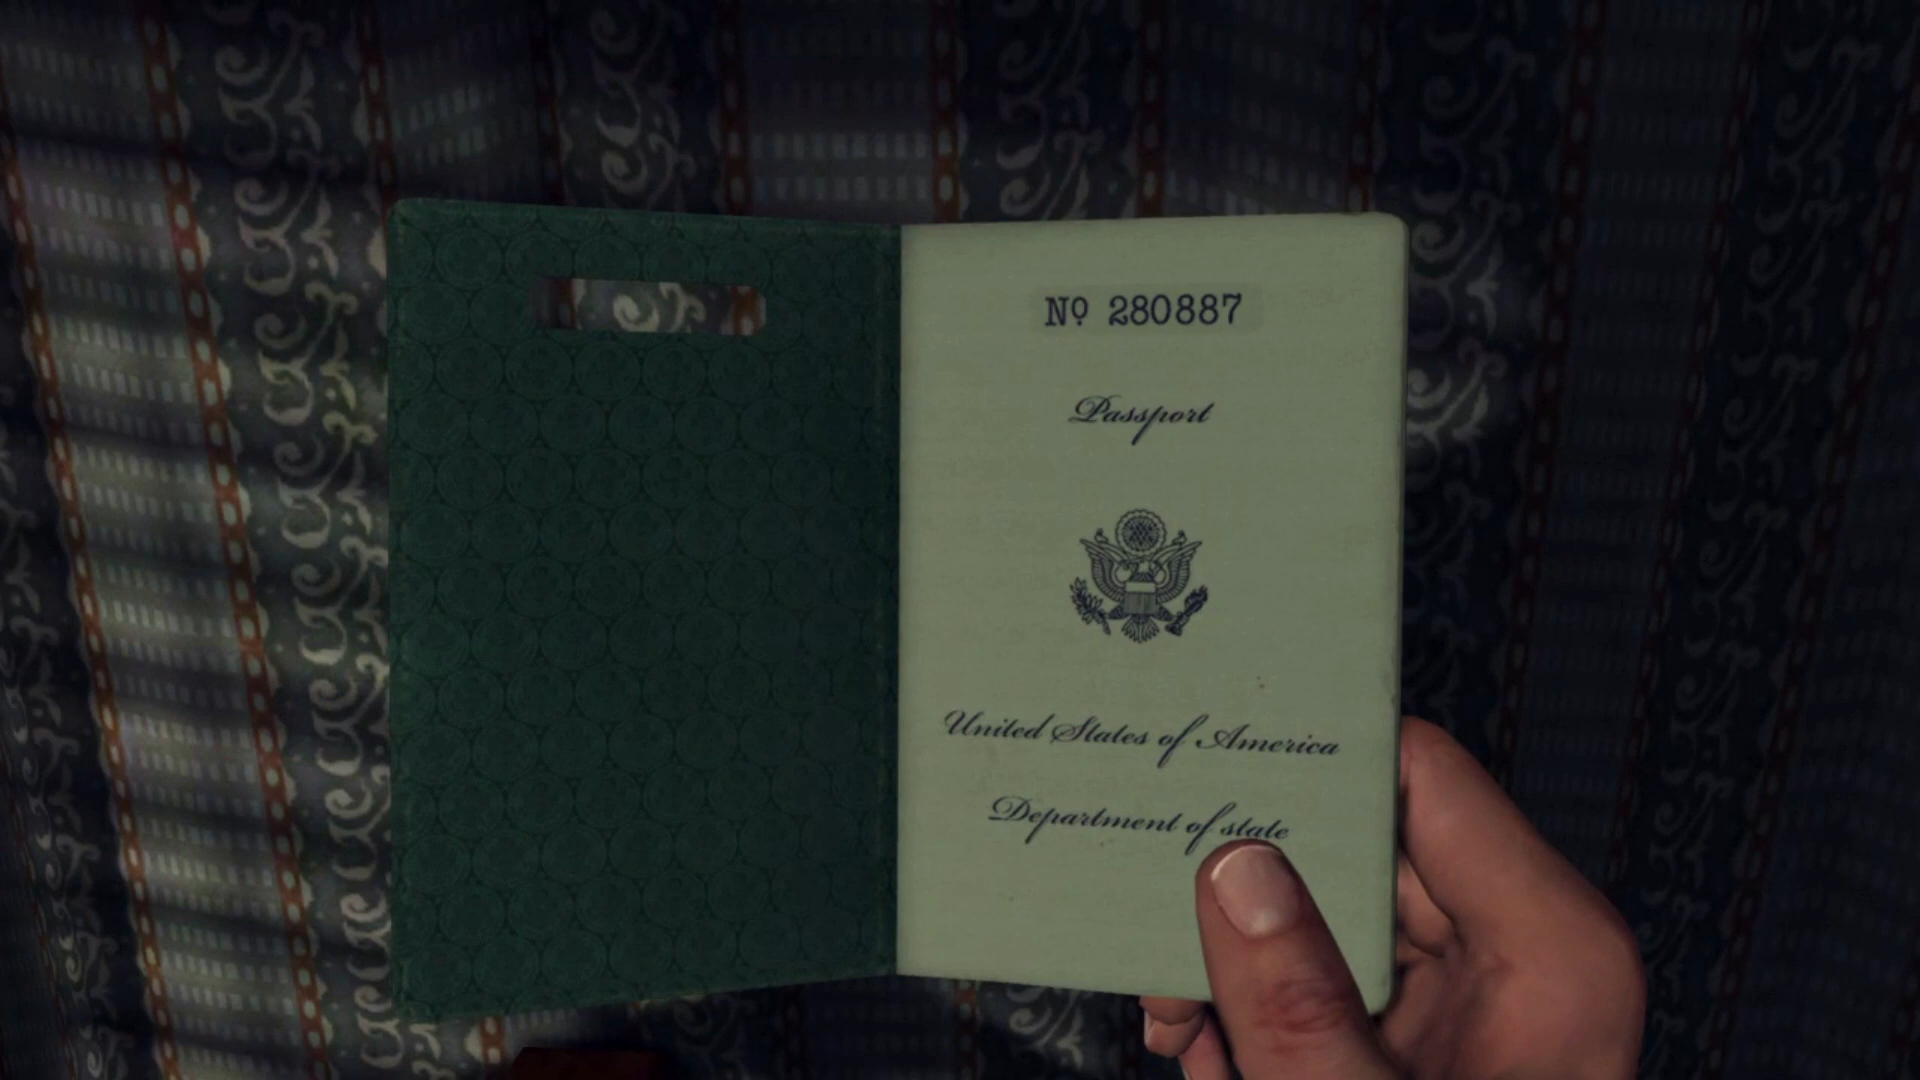 Nº 280887
Passport
United States of America
Department of state